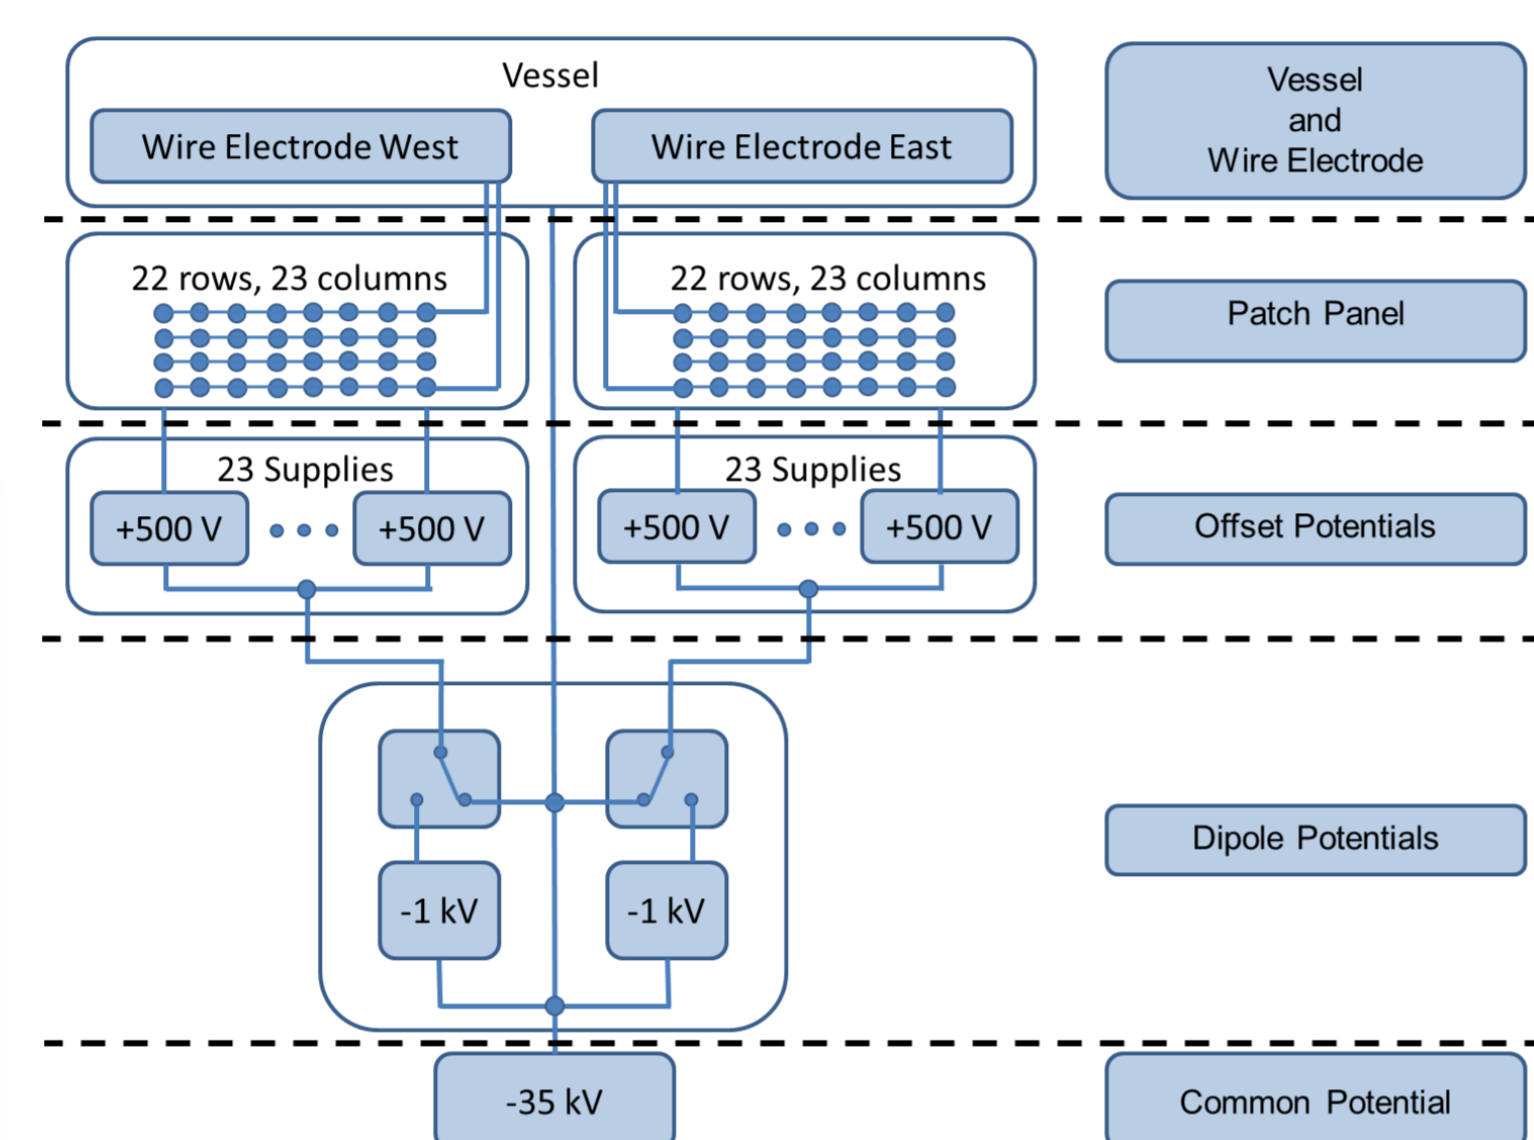 Vessel
Wire Electrode West
Wire Electrode East
Vessel
and
Wire Electrode
22 rows, 23 columns
22 rows, 23 columns
Patch Panel
23 Supplies
23 Supplies
+500 V
+500 V
+500 V
+500 V
Offset Potentials
Dipole Potentials
-1 kV
-1 kV
-35 kV
Common Potential